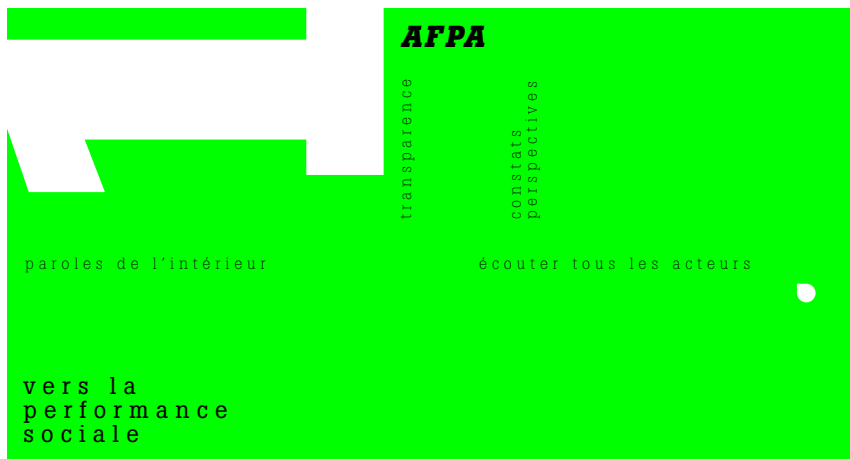 AFPA
transparence
constats
perspectives
paroles de l'intérieur
écouter tous les acteurs
vers la
performance
sociale